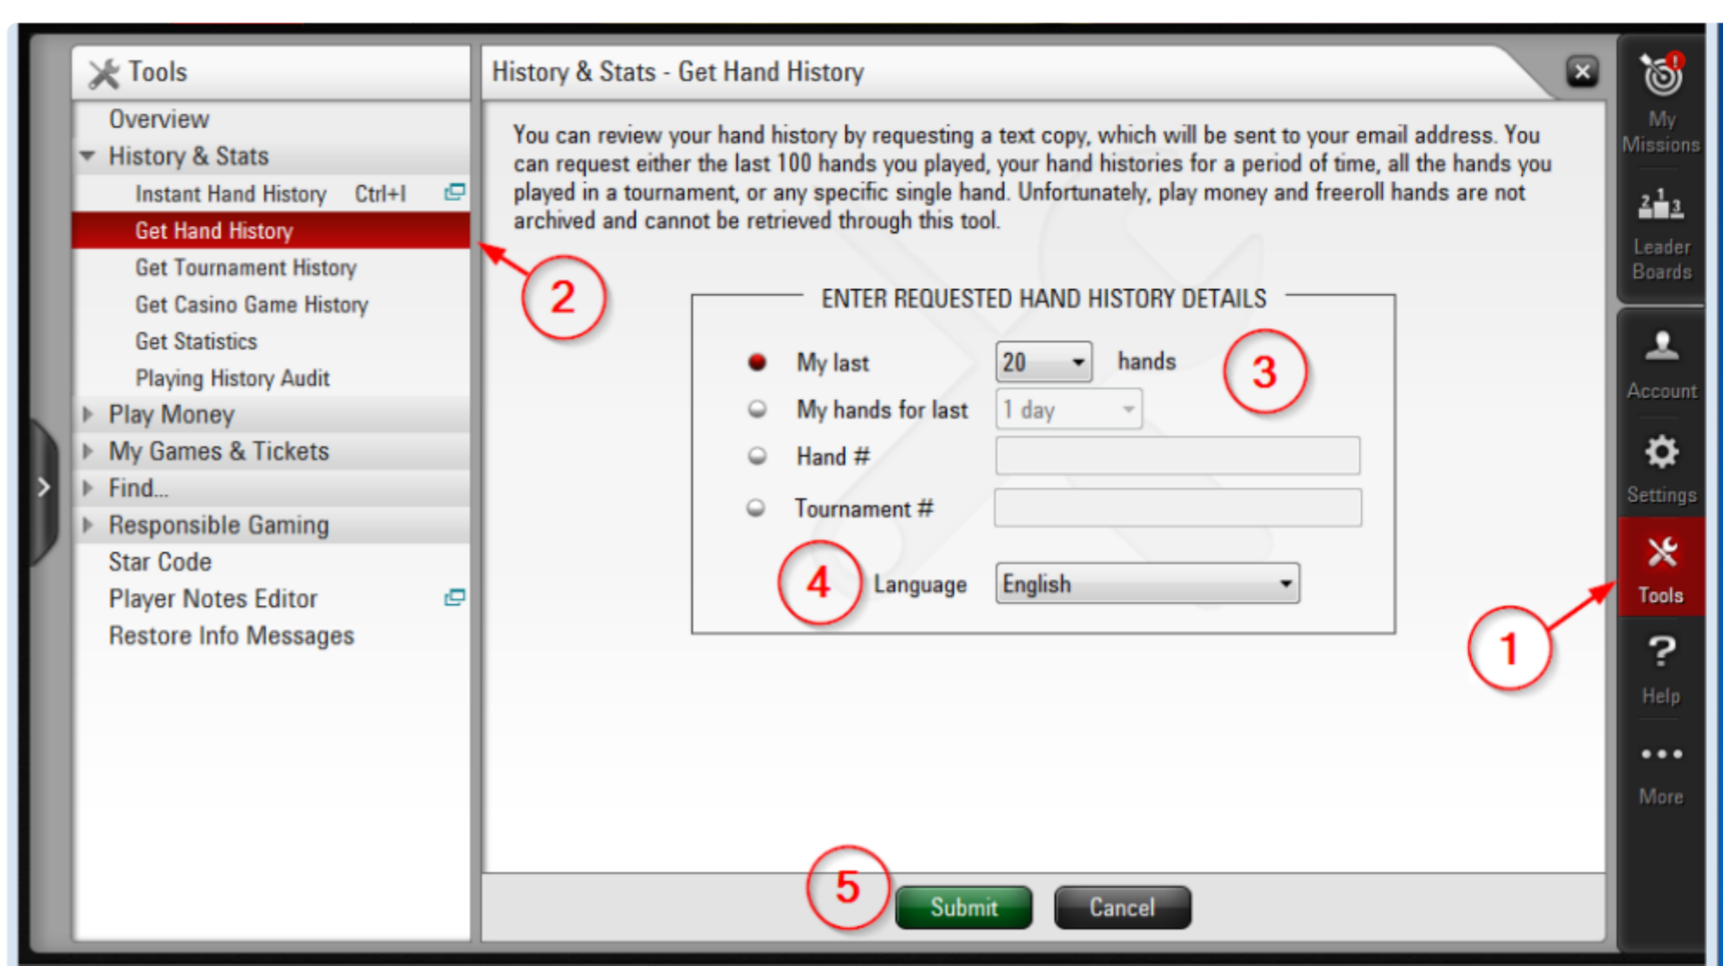 Tools
Overview
History & Stats
Instant Hand History Ctrl+I
Get Hand History
Get Tournament History
Get Casino Game History
Get Statistics
Playing History Audit
Play Money
My Games & Tickets
Find...
Responsible Gaming
Star Code
Player Notes Editor
Restore Info Messages
History & Stats - Get Hand History
You can review your hand history by requesting a text copy, which will be sent to your email address. You
can request either the last 100 hands you played, your hand histories for a period of time, all the hands you
played in a tournament, or any specific single hand. Unfortunately, play money and freeroll hands are not
archived and cannot be retrieved through this tool.
2
ENTER REQUESTED HAND HISTORY DETAILS
My last 20 hands 3
My hands for last 1 day
Hand #
Tournament #
4 Language English
1
5 Submit Cancel
!
My
Missions
2 1 3
Leader
Boards
Account
Settings
Tools
?
Help
More